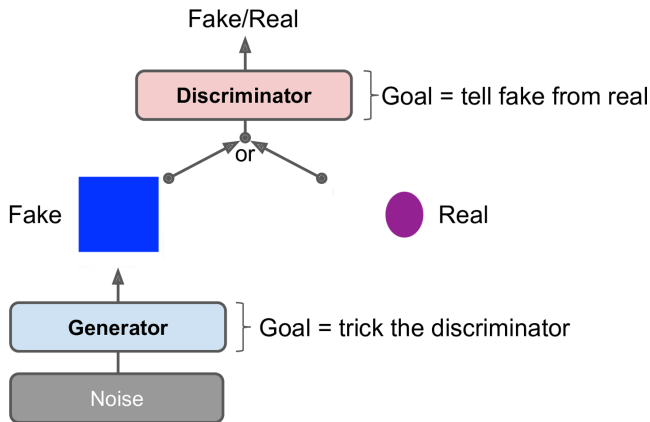 Fake/Real
Discriminator
Goal = tell fake from real
or
Fake
Real
Generator
Goal = trick the discriminator
Noise